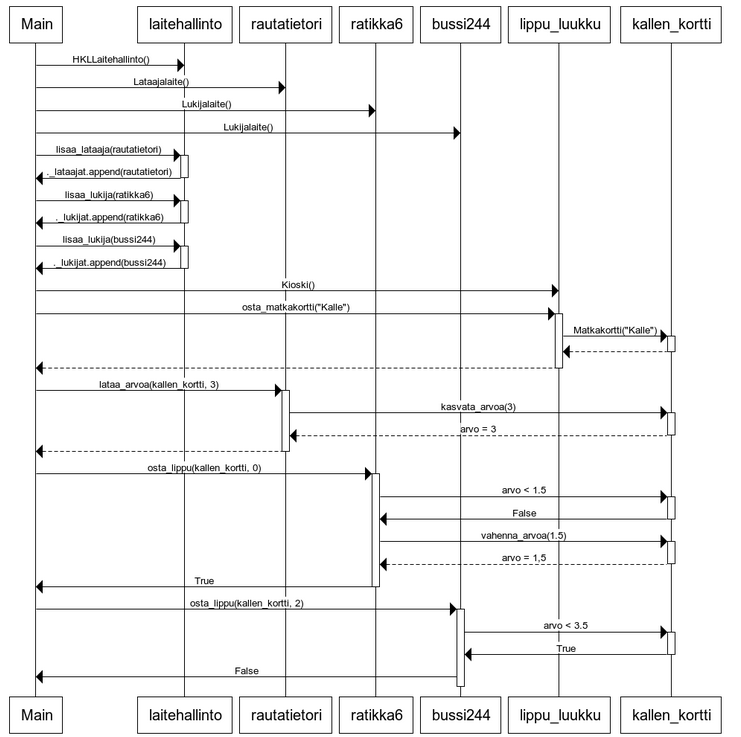 Main laitehallinto rautatietori ratikka6 bussi244 lippu_luukku kallen_kortti
HKLLaitehallinto()
Lataajalaite()
Lukijalaite()
Lukijalaite()
lisaa_lataaja(rautatietori)
._lataajat.append(rautatietori)
lisaa_lukija(ratikka6)
._lukijat.append(ratikka6)
lisaa_lukija(bussi244)
._lukijat.append(bussi244)
Kioski()
osta_matkakortti("Kalle")
Matkakortti("Kalle")
lataa_arvoa(kallen_kortti, 3)
kasvata_arvoa(3)
arvo = 3
osta_lippu(kallen_kortti, 0)
arvo < 1.5
False
vahenna_arvoa(1.5)
arvo = 1,5
True
osta_lippu(kallen_kortti, 2)
arvo < 3.5
True
False
Main laitehallinto rautatietori ratikka6 bussi244 lippu_luukku kallen_kortti